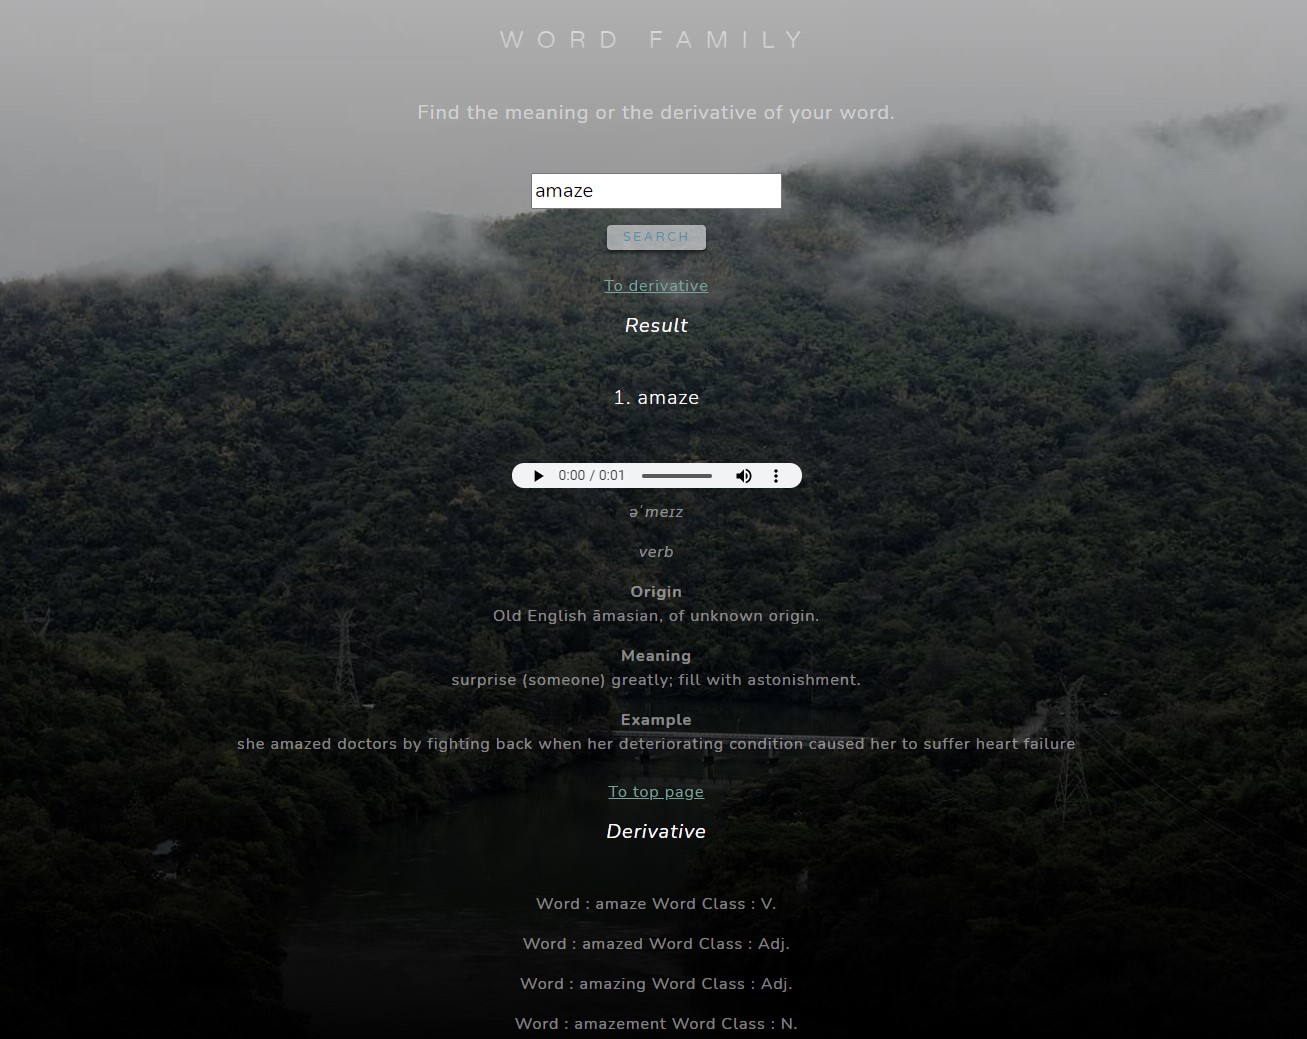 WORD FAMILY
Find the meaning or the derivative of your word.
amaze
SEARCH
To derivative
Result
1. amaze
0:00 / 0:01
əˈmeɪz
verb
Origin
Old English āmasian, of unknown origin.
Meaning
surprise (someone) greatly; fill with astonishment.
Example
she amazed doctors by fighting back when her deteriorating condition caused her to suffer heart failure
To top page
Derivative
Word : amaze Word Class : V.
Word : amazed Word Class : Adj.
Word : amazing Word Class : Adj.
Word : amazement Word Class : N.